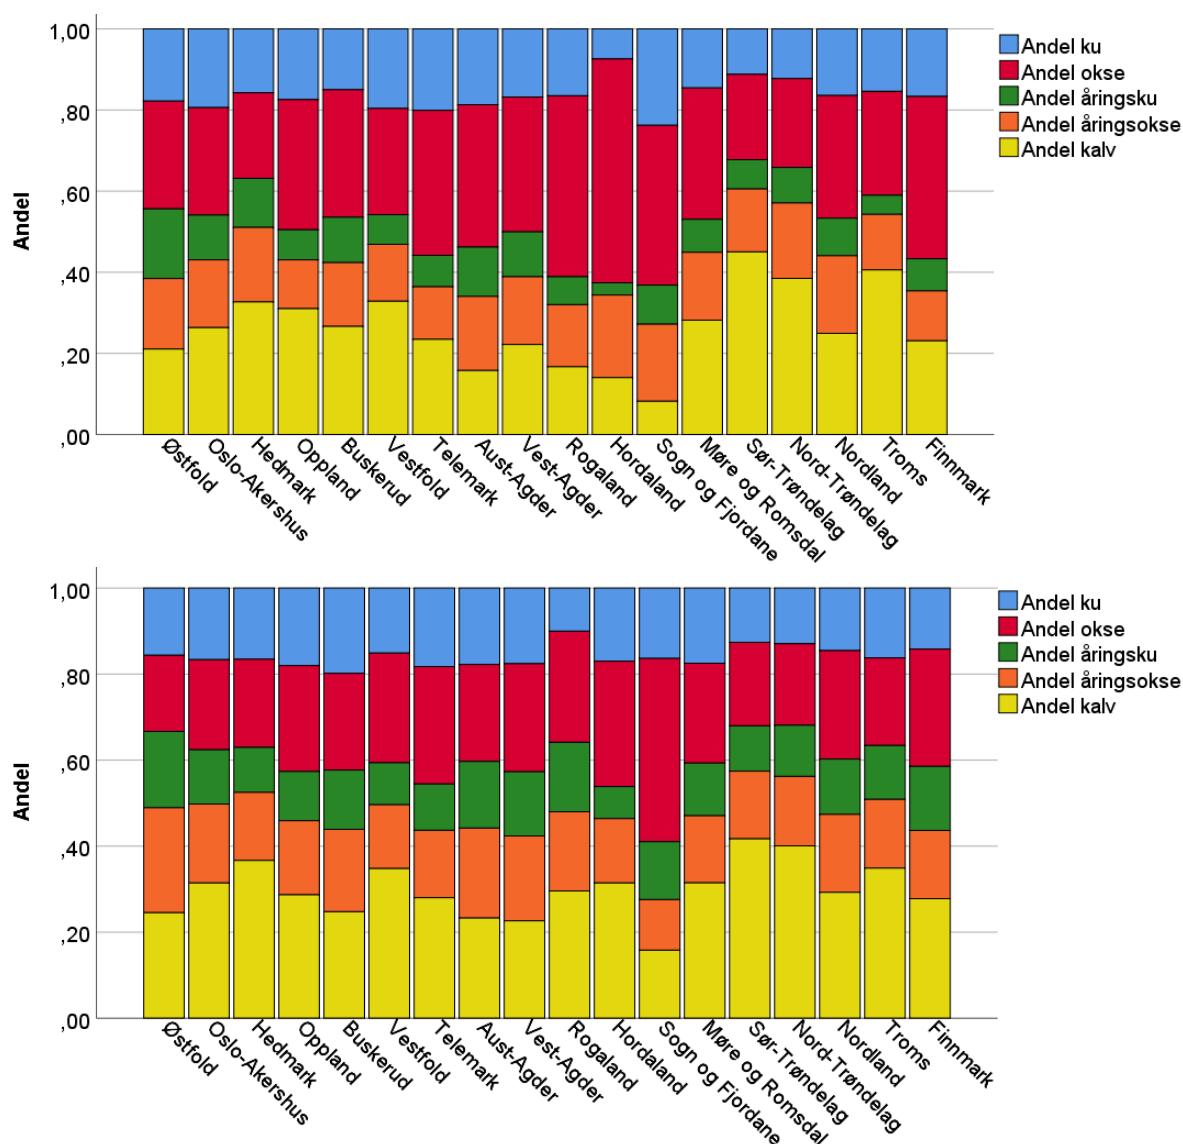 1,00
,80
,60
,40
,20
,00
Andel
Andel ku
Andel okse
Andel åringsku
Andel åringsokse
Andel kalv
Østfold
Oslo-Akershus
Hedmark
Oppland
Buskerud
Vestfold
Telemark
Aust-Agder
Vest-Agder
Rogaland
Hordaland
Sogn og Fjordane
Møre og Romsdal
Sør-Trøndelag
Nord-Trøndelag
Nordland
Troms
Finnmark
1,00
,80
,60
,40
,20
,00
Andel
Andel ku
Andel okse
Andel åringsku
Andel åringsokse
Andel kalv
Østfold
Oslo-Akershus
Hedmark
Oppland
Buskerud
Vestfold
Telemark
Aust-Agder
Vest-Agder
Rogaland
Hordaland
Sogn og Fjordane
Møre og Romsdal
Sør-Trøndelag
Nord-Trøndelag
Nordland
Troms
Finnmark